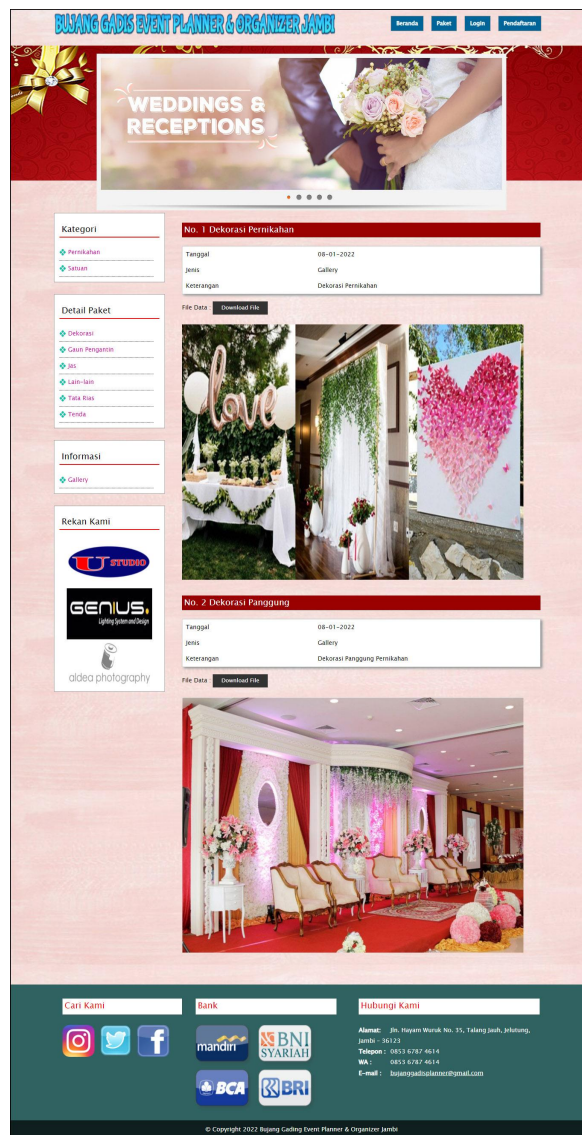 BUJANG GADIS EVENT PLANNER & ORGANIZER JAMBI
Beranda Paket Login Pendaftaran
WEDDINGS &
RECEPTIONS
Kategori
Pernikahan
Satuan
Detail Paket
Dekorasi
Gaun Pengantin
Jas
Lain-lain
Tata Rias
Tenda
Informasi
Gallery
Rekan Kami
U STUDIO
GENIUS.
Lighting System and Design
aidea photography
No. 1 Dekorasi Pernikahan
Tanggal 08-01-2022
Jenis Gallery
Keterangan Dekorasi Pernikahan
File Data : Download File
love
No. 2 Dekorasi Panggung
Tanggal 08-01-2022
Jenis Gallery
Keterangan Dekorasi Panggung Pernikahan
File Data : Download File
Cari Kami
Bank
mandiri
BNI
SYARIAH
BCA
BRI
Hubungi Kami
Alamat: Jln. Hayam Wuruk No. 35, Talang Jauh, Jelutung,
Jambi - 36123
Telepon : 0853 6787 4614
WA : 0853 6787 4614
E-mail : bujanggadisplanner@gmail.com
© Copyright 2022 Bujang Gading Event Planner & Organizer Jambi